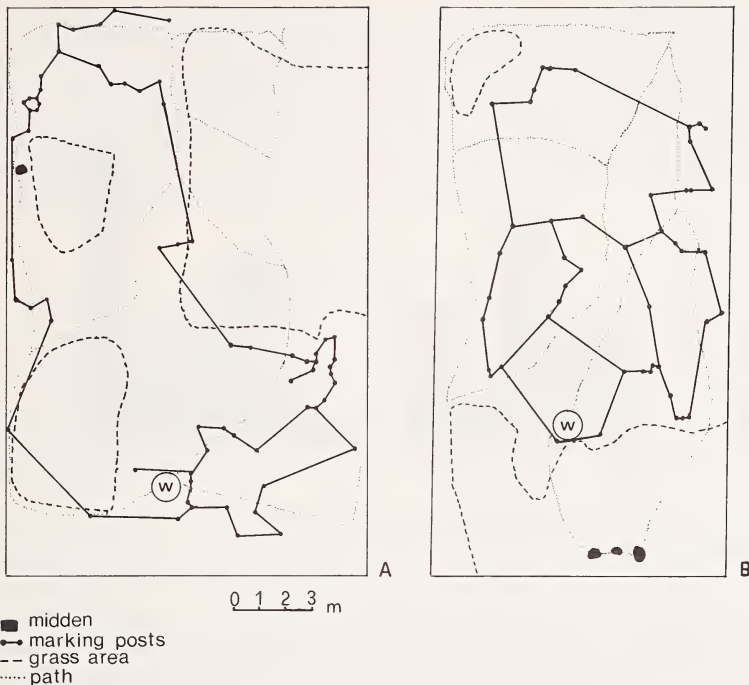 W
A
W
B
0 1 2 3 m
midden
marking posts
grass area
path